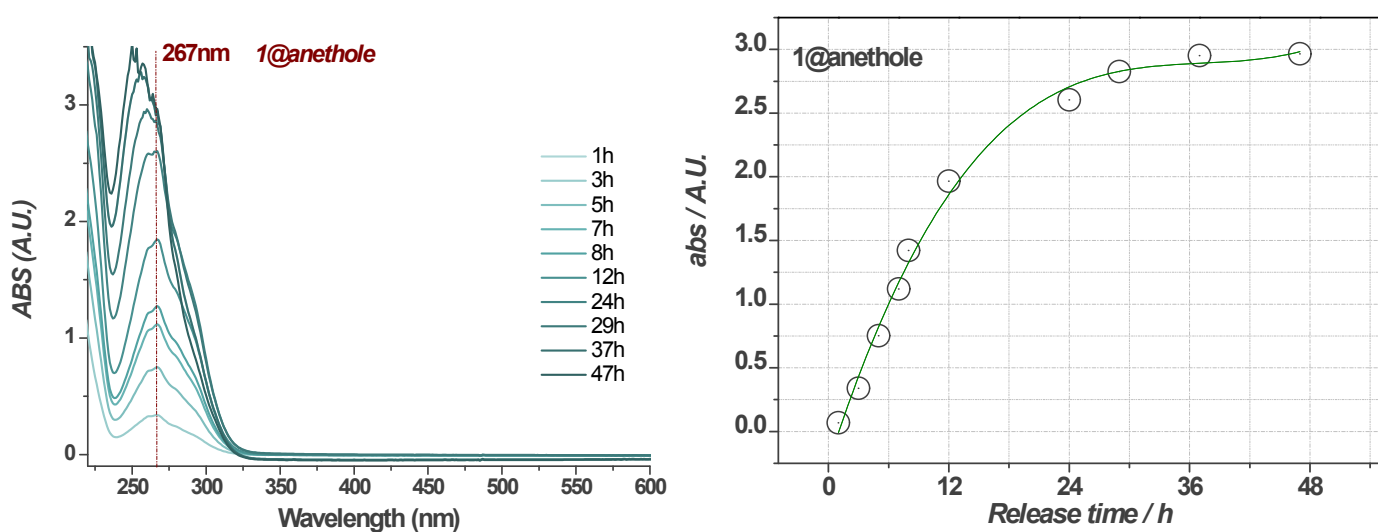 267nm 1@anethole
ABS (A.U.)
3
2
1
0
1h
3h
5h
7h
8h
12h
24h
29h
37h
47h
250 300 350 400 450 500 550 600
Wavelength (nm)
1@anethole
abs / A.U.
3.0
2.5
2.0
1.5
1.0
0.5
0.0
0 12 24 36 48
Release time / h